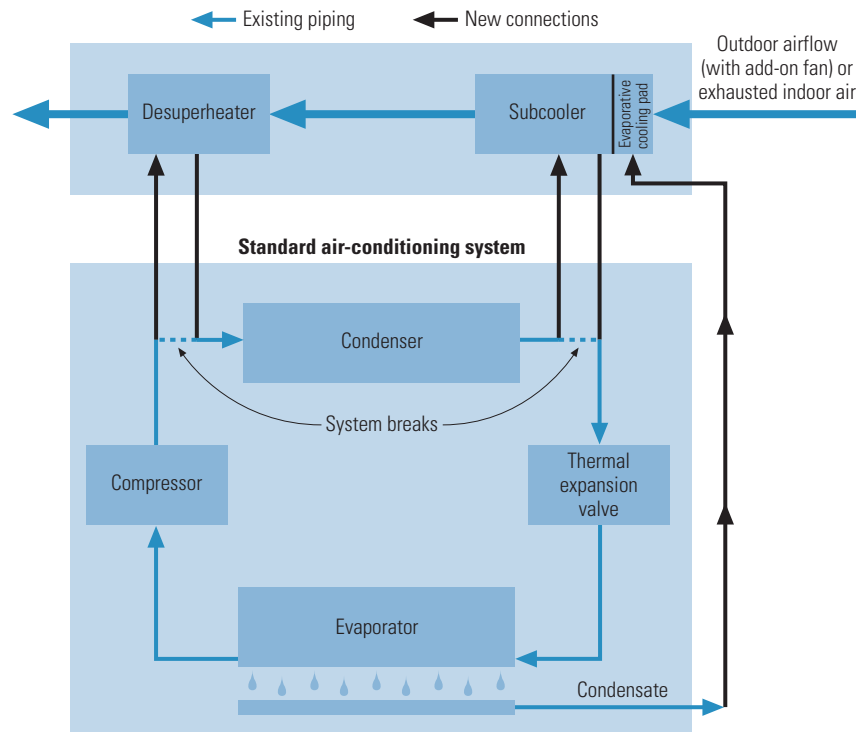 Existing piping
New connections
Outdoor airflow
(with add-on fan) or
exhausted indoor air
Desuperheater
Subcooler
Evaporative
cooling pad
Standard air-conditioning system
Condenser
System breaks
Compressor
Thermal
expansion
valve
Evaporator
Condensate